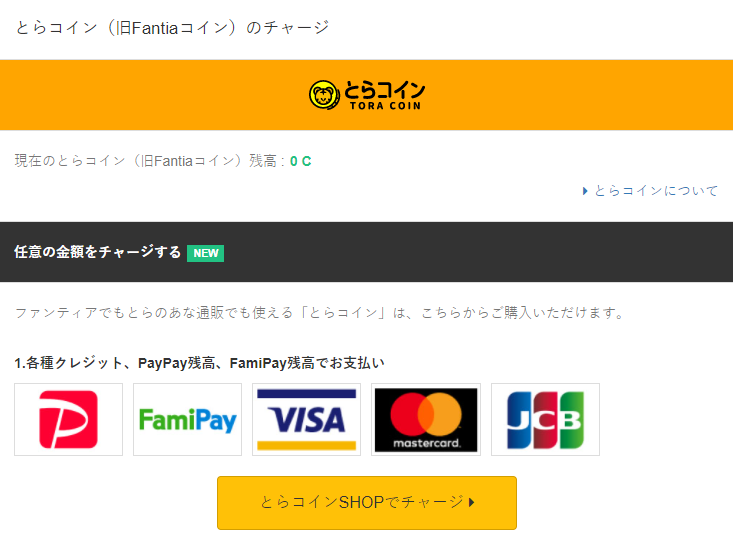 とらコイン（旧Fantiaコイン）のチャージ
とらコイン
TORA COIN
現在のとらコイン（旧Fantiaコイン）残高 : 0 C
とらコインについて
任意の金額をチャージする NEW
ファンティアでもとらのあな通販でも使える「とらコイン」は、こちらからご購入いただけます。
1.各種クレジット、PayPay残高、FamiPay残高でお支払い
P FamiPay VISA mastercard. JCB
とらコインSHOPでチャージ